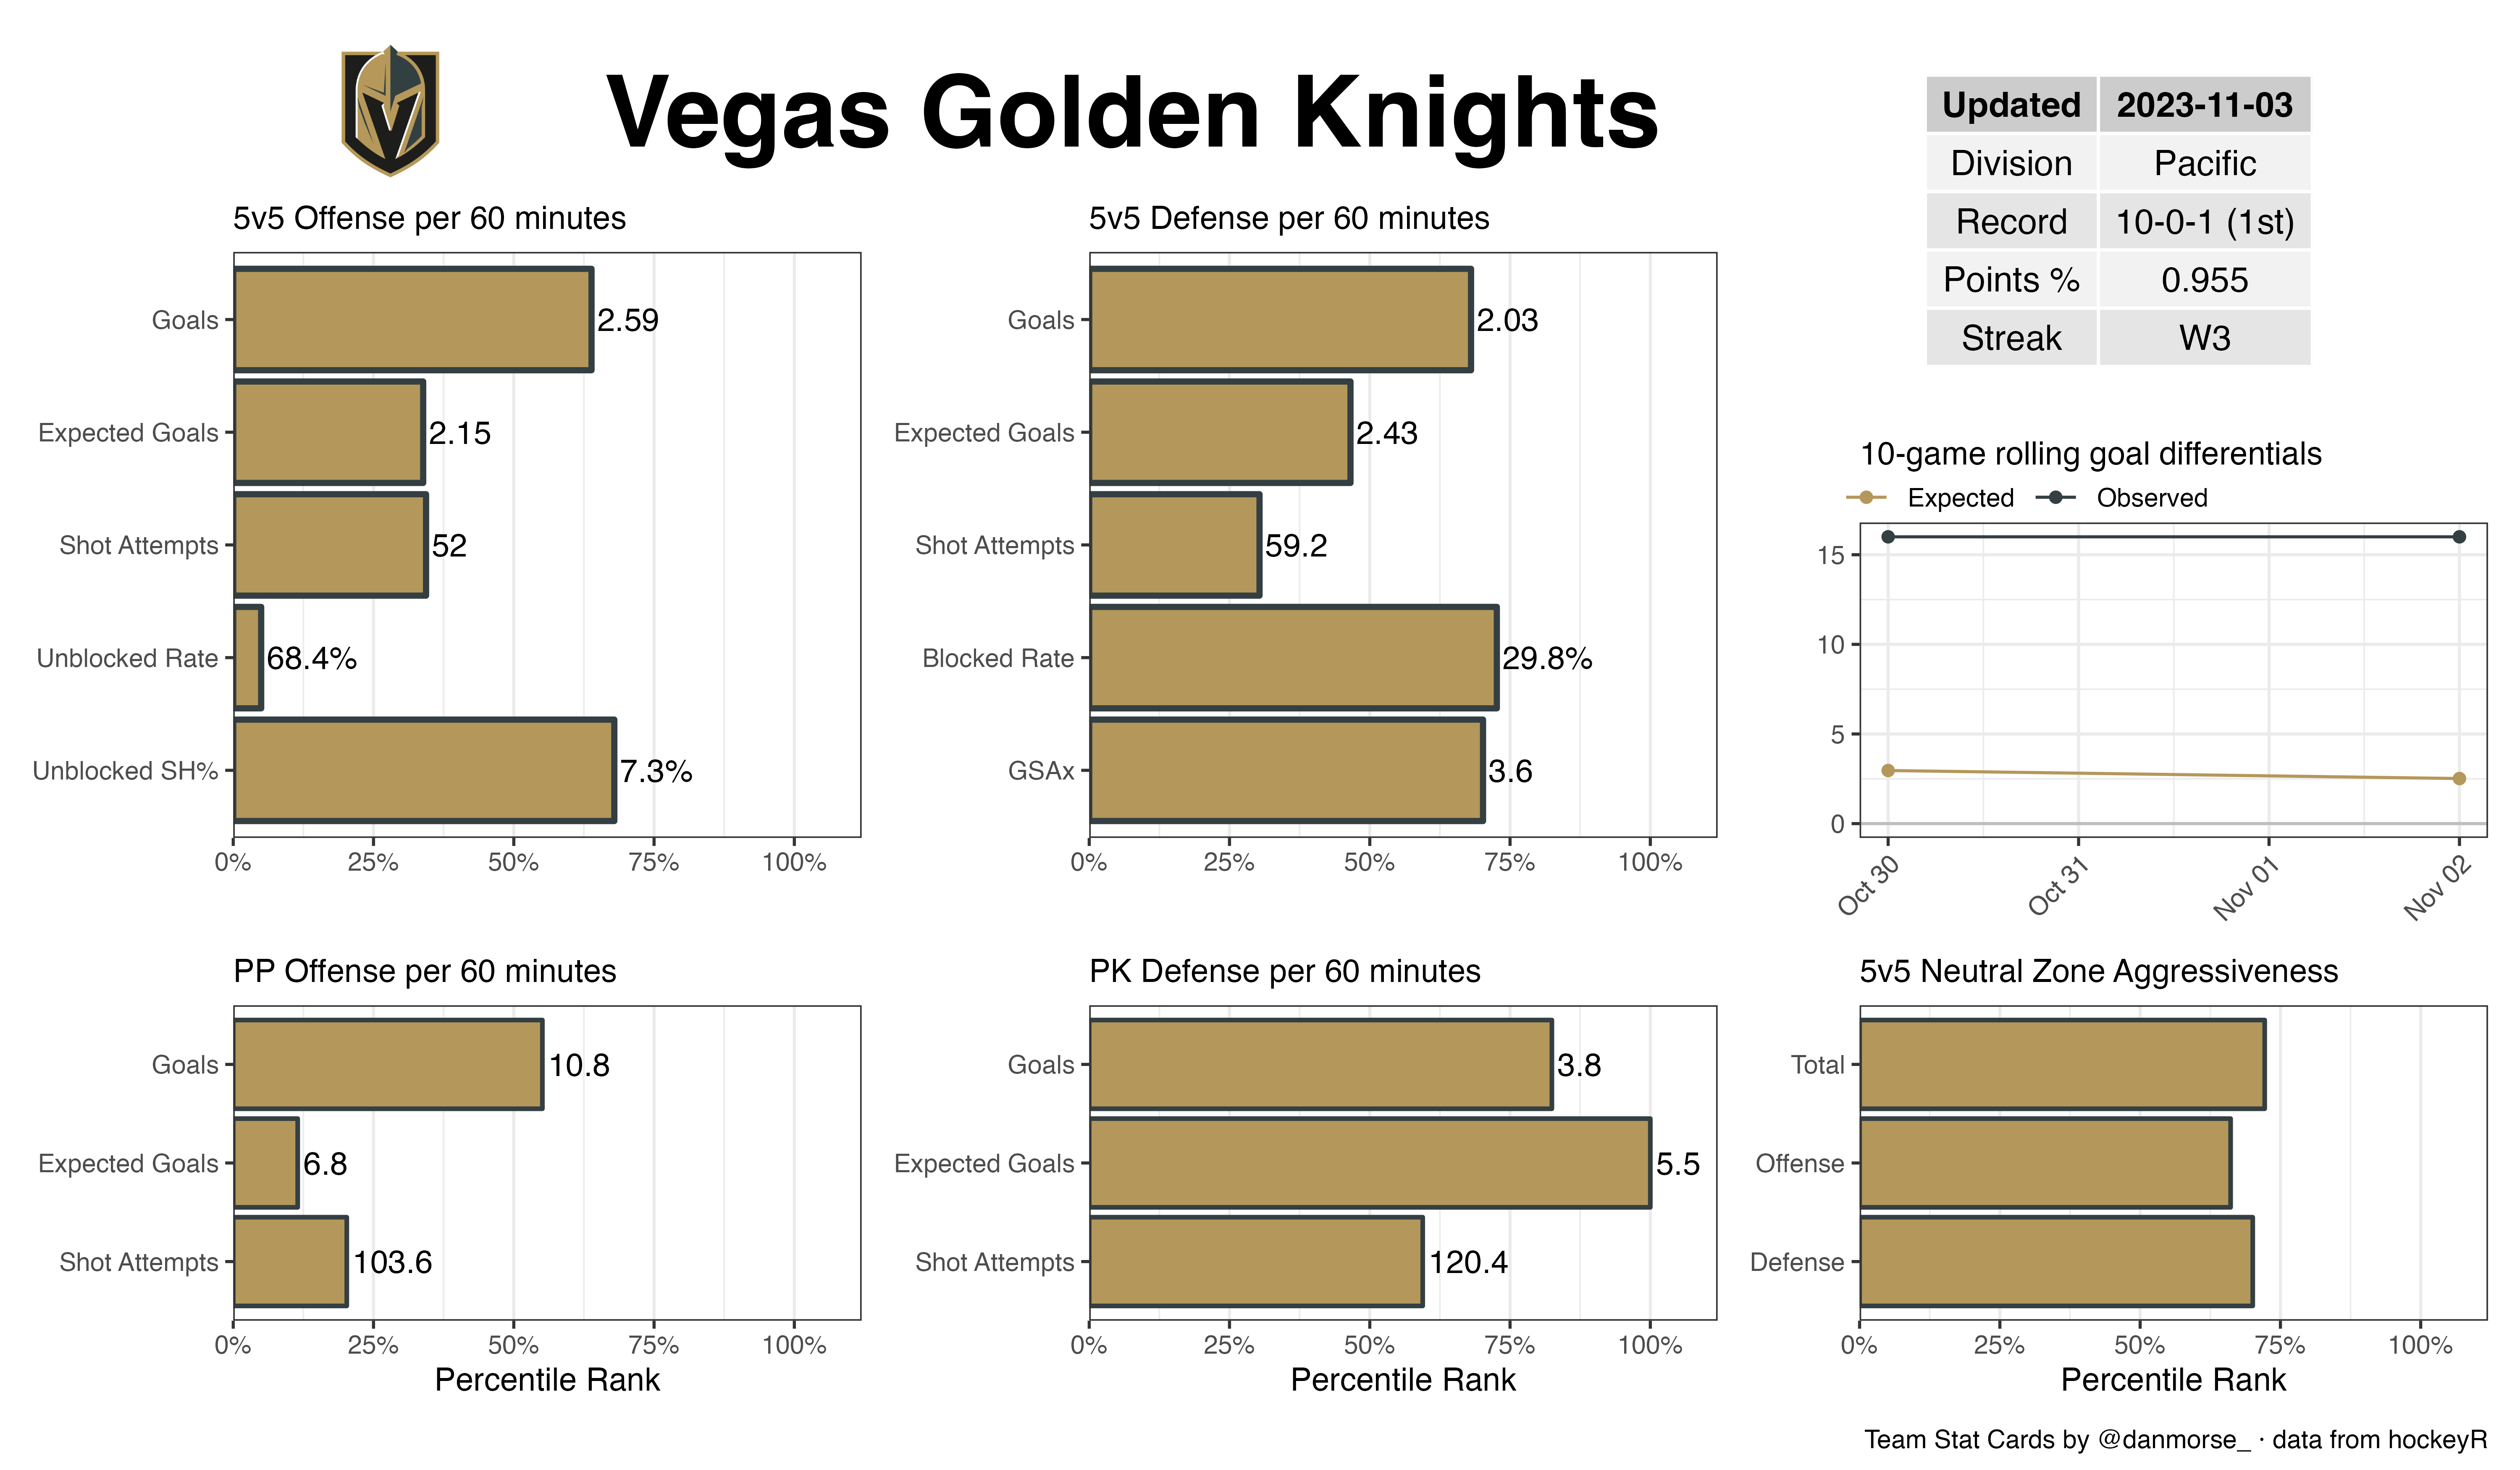 Vegas Golden Knights
Updated 2023-11-03
Division Pacific
Record 10-0-1 (1st)
Points % 0.955
Streak W3
5v5 Offense per 60 minutes
Goals 2.59
Expected Goals 2.15
Shot Attempts 52
Unblocked Rate 68.4%
Unblocked SH% 7.3%
0% 25% 50% 75% 100%
5v5 Defense per 60 minutes
Goals 2.03
Expected Goals 2.43
Shot Attempts 59.2
Blocked Rate 29.8%
GSAx 3.6
0% 25% 50% 75% 100%
10-game rolling goal differentials
Expected Observed
15
10
5
0
Oct 30 Oct 31 Nov 01 Nov 02
PP Offense per 60 minutes
Goals 10.8
Expected Goals 6.8
Shot Attempts 103.6
0% 25% 50% 75% 100%
Percentile Rank
PK Defense per 60 minutes
Goals 3.8
Expected Goals 5.5
Shot Attempts 120.4
0% 25% 50% 75% 100%
Percentile Rank
5v5 Neutral Zone Aggressiveness
Total
Offense
Defense
0% 25% 50% 75% 100%
Percentile Rank
Team Stat Cards by @danmorse_ · data from hockeyR